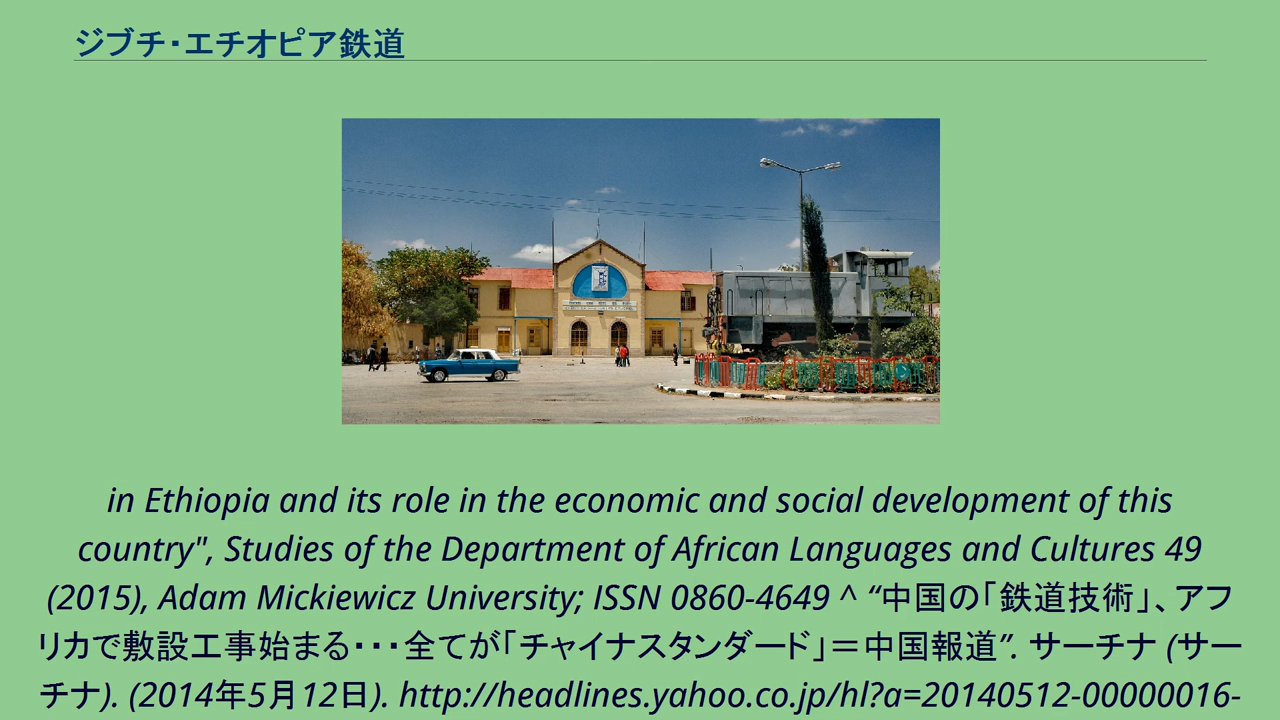 ジブチ・エチオピア鉄道
in Ethiopia and its role in the economic and social development of this
country", Studies of the Department of African Languages and Cultures 49
(2015), Adam Mickiewicz University; ISSN 0860-4649 ^ “中国の「鉄道技術」、アフ
リカで敷設工事始まる・・・全てが「チャイナスタンダード」＝中国報道”. サーチナ (サー
チナ). (2014年5月12日). http://headlines.yahoo.co.jp/hl?a=20140512-00000016-